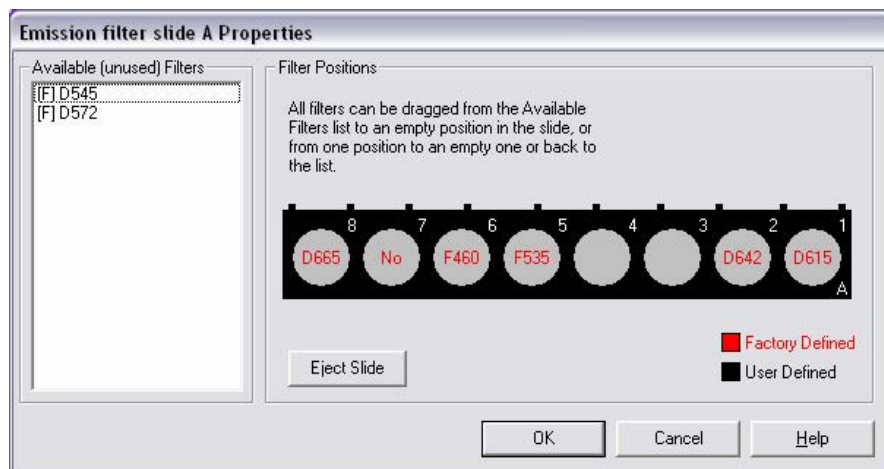 Emission filter slide A Properties
Available (unused) Filters
[F] D545
[F] D572
Filter Positions
All filters can be dragged from the Available
Filters list to an empty position in the slide, or
from one position to an empty one or back to
the list.
8 7 6 5 4 3 2 1
D665 No F460 F535 D642 D615
A
Factory Defined
User Defined
Eject Slide
OK Cancel Help